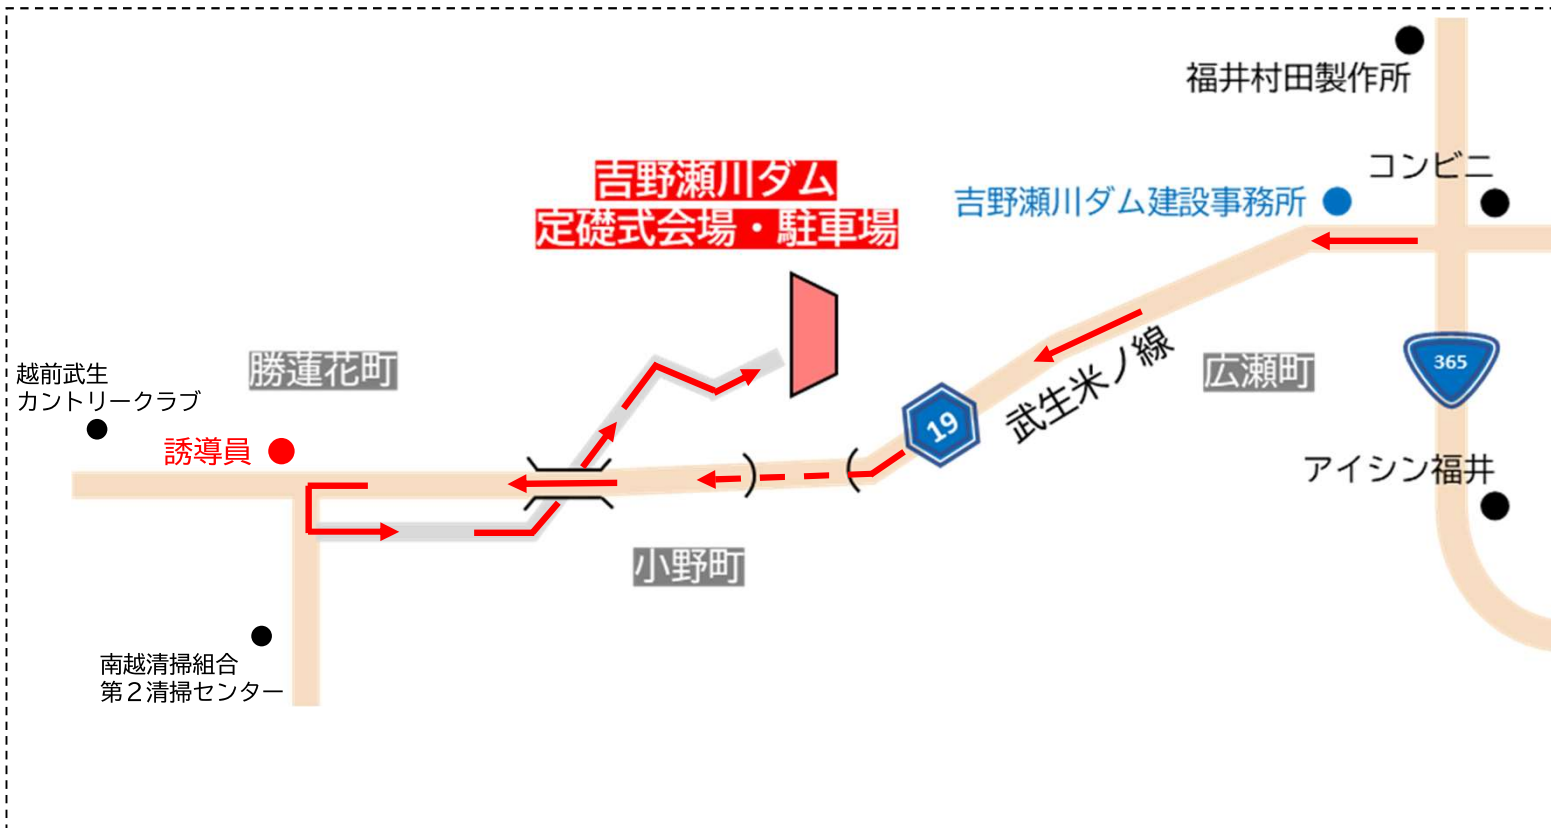 福井村田製作所
コンビニ
吉野瀬川ダム
定礎式会場・駐車場
吉野瀬川ダム建設事務所
武生米ノ線
広瀬町
365
勝蓮花町
越前武生
カントリークラブ
19
誘導員
アイシン福井
小野町
南越清掃組合
第２清掃センター